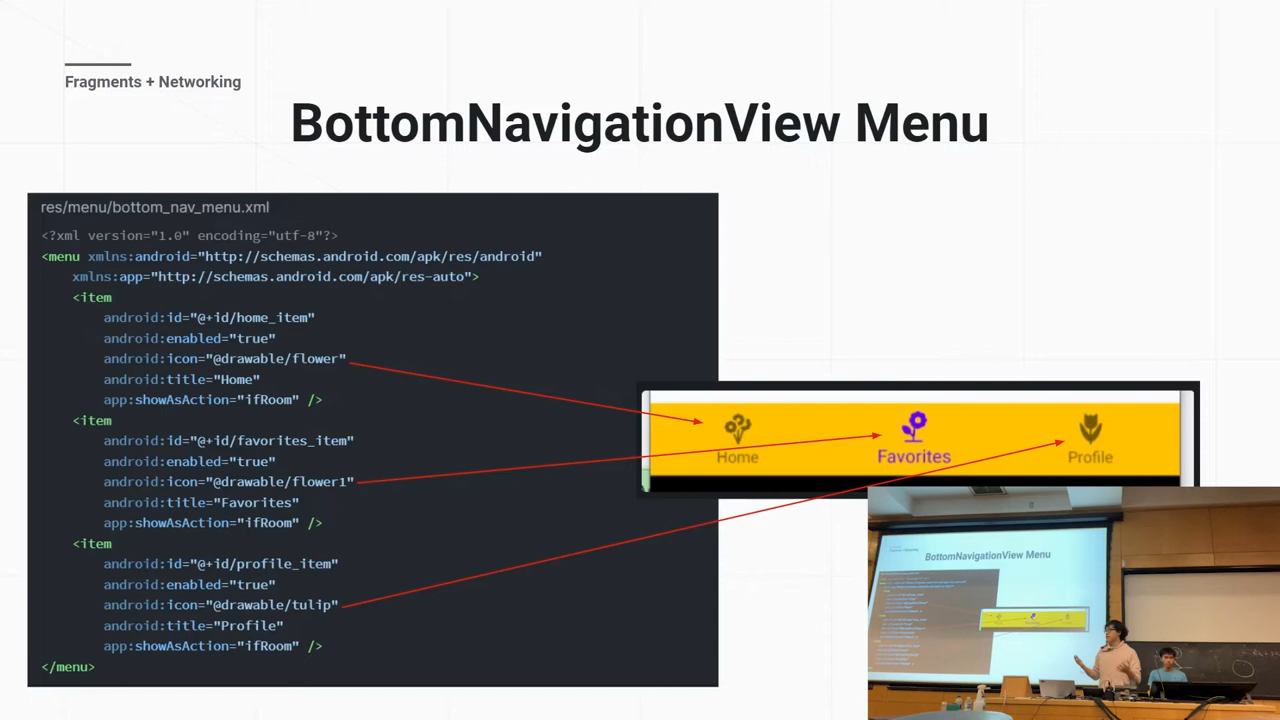 Fragments + Networking
BottomNavigationView Menu
res/menu/bottom_nav_menu.xml
<?xml version="1.0" encoding="utf-8"?>
<menu xmlns:android="http://schemas.android.com/apk/res/android"
xmlns:app="http://schemas.android.com/apk/res-auto">
<item
android:id="@+id/home_item"
android:enabled="true"
android:icon="@drawable/flower"
android:title="Home"
app:showAsAction="ifRoom" />
<item
android:id="@+id/favorites_item"
android:enabled="true"
android:icon="@drawable/flower1"
android:title="Favorites"
app:showAsAction="ifRoom" />
<item
android:id="@+id/profile_item"
android:enabled="true"
android:icon="@drawable/tulip"
android:title="Profile"
app:showAsAction="ifRoom" />
</menu>
Home Favorites Profile
BottomNavigationView Menu